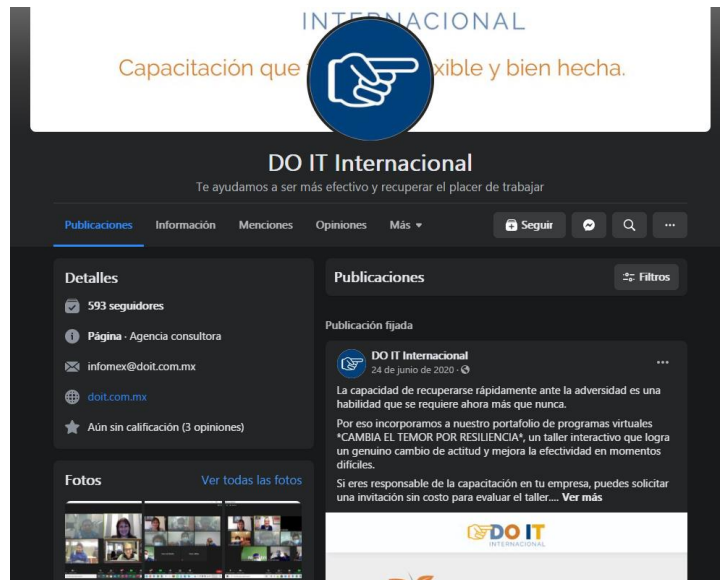 INTERNACIONAL
Capacitación que
xible y bien hecha.
DO IT Internacional
Te ayudamos a ser más efectivo y recuperar el placer de trabajar
Publicaciones Información Menciones Opiniones Más Seguir
Detalles
593 seguidores
Página · Agencia consultora
infomex@doit.com.mx
doit.com.mx
Aún sin calificación (3 opiniones)
Fotos Ver todas las fotos
Publicaciones Filtros
Publicación fijada
DO IT Internacional
24 de junio de 2020 ·
La capacidad de recuperarse rápidamente ante la adversidad es una
habilidad que se requiere ahora más que nunca.
Por eso incorporamos a nuestro portafolio de programas virtuales
*CAMBIA EL TEMOR POR RESILIENCIA*, un taller interactivo que logra
un genuino cambio de actitud y mejora la efectividad en momentos
difíciles.
Si eres responsable de la capacitación en tu empresa, puedes solicitar
una invitación sin costo para evaluar el taller.... Ver más
DO IT
INTERNACIONAL